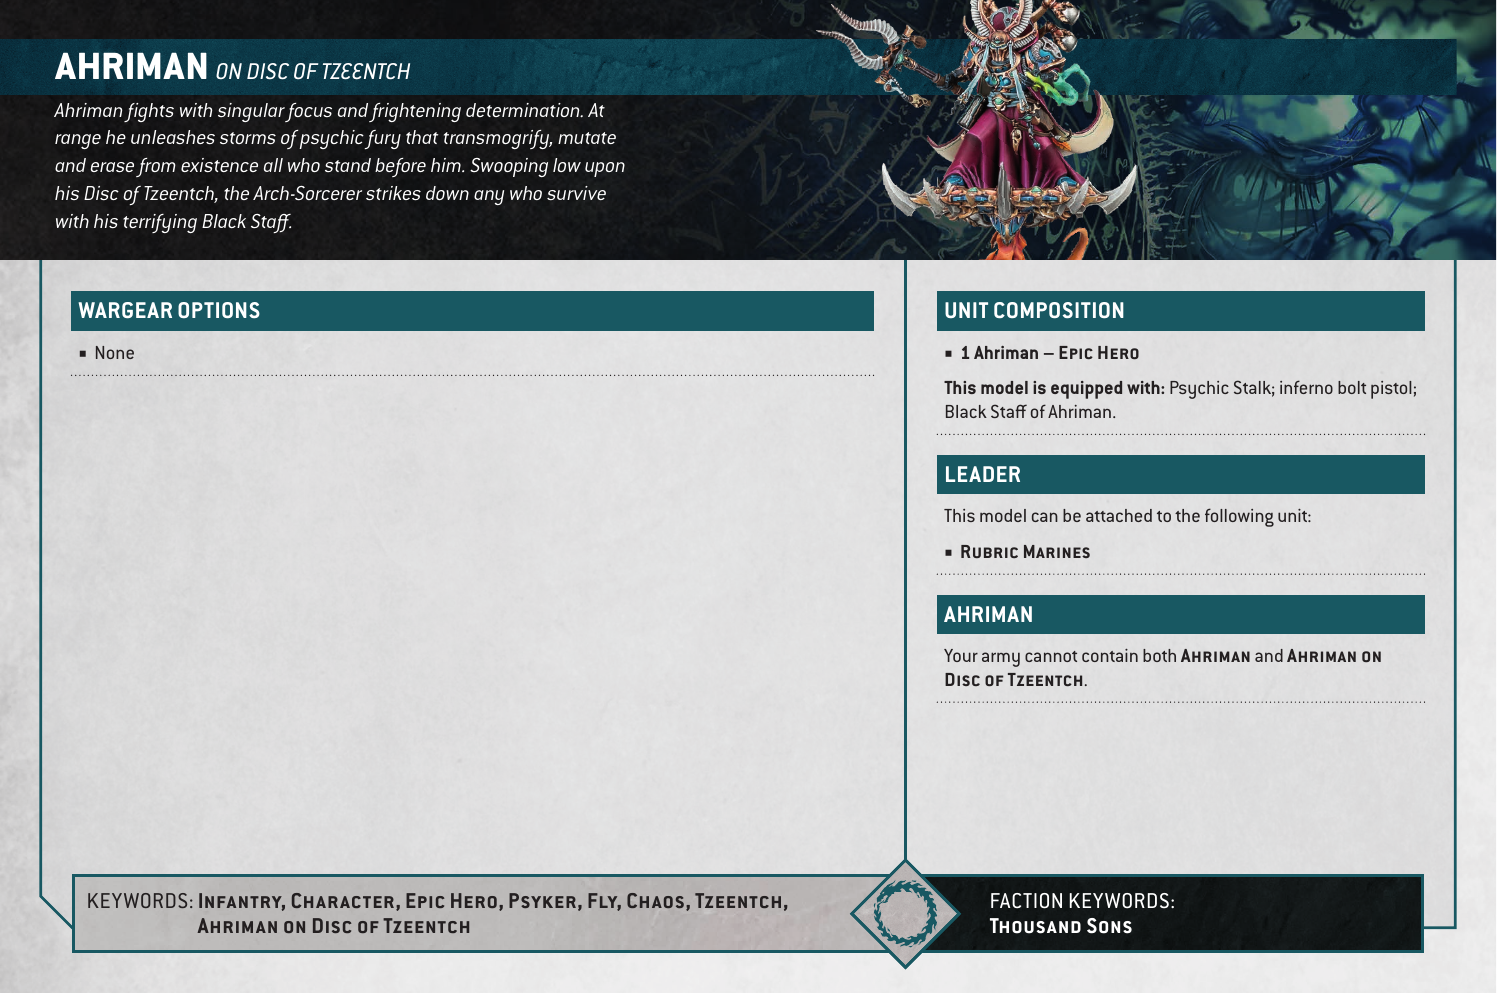 AHRIMAN ON DISC OF TZEENTCH
Ahriman fights with singular focus and frightening determination. At
range he unleashes storms of psychic fury that transmogrify, mutate
and erase from existence all who stand before him. Swooping low upon
his Disc of Tzeentch, the Arch-Sorcerer strikes down any who survive
with his terrifying Black Staff.
WARGEAR OPTIONS
■ None
UNIT COMPOSITION
■ 1 Ahriman – Epic Hero
This model is equipped with: Psychic Stalk; inferno bolt pistol;
Black Staff of Ahriman.
LEADER
This model can be attached to the following unit:
■ Rubric Marines
AHRIMAN
Your army cannot contain both Ahriman and Ahriman on
Disc of Tzeentch.
KEYWORDS: Infantry, Character, Epic Hero, Psyker, Fly, Chaos, Tzeentch,
Ahriman on Disc of Tzeentch
FACTION KEYWORDS:
Thousand Sons